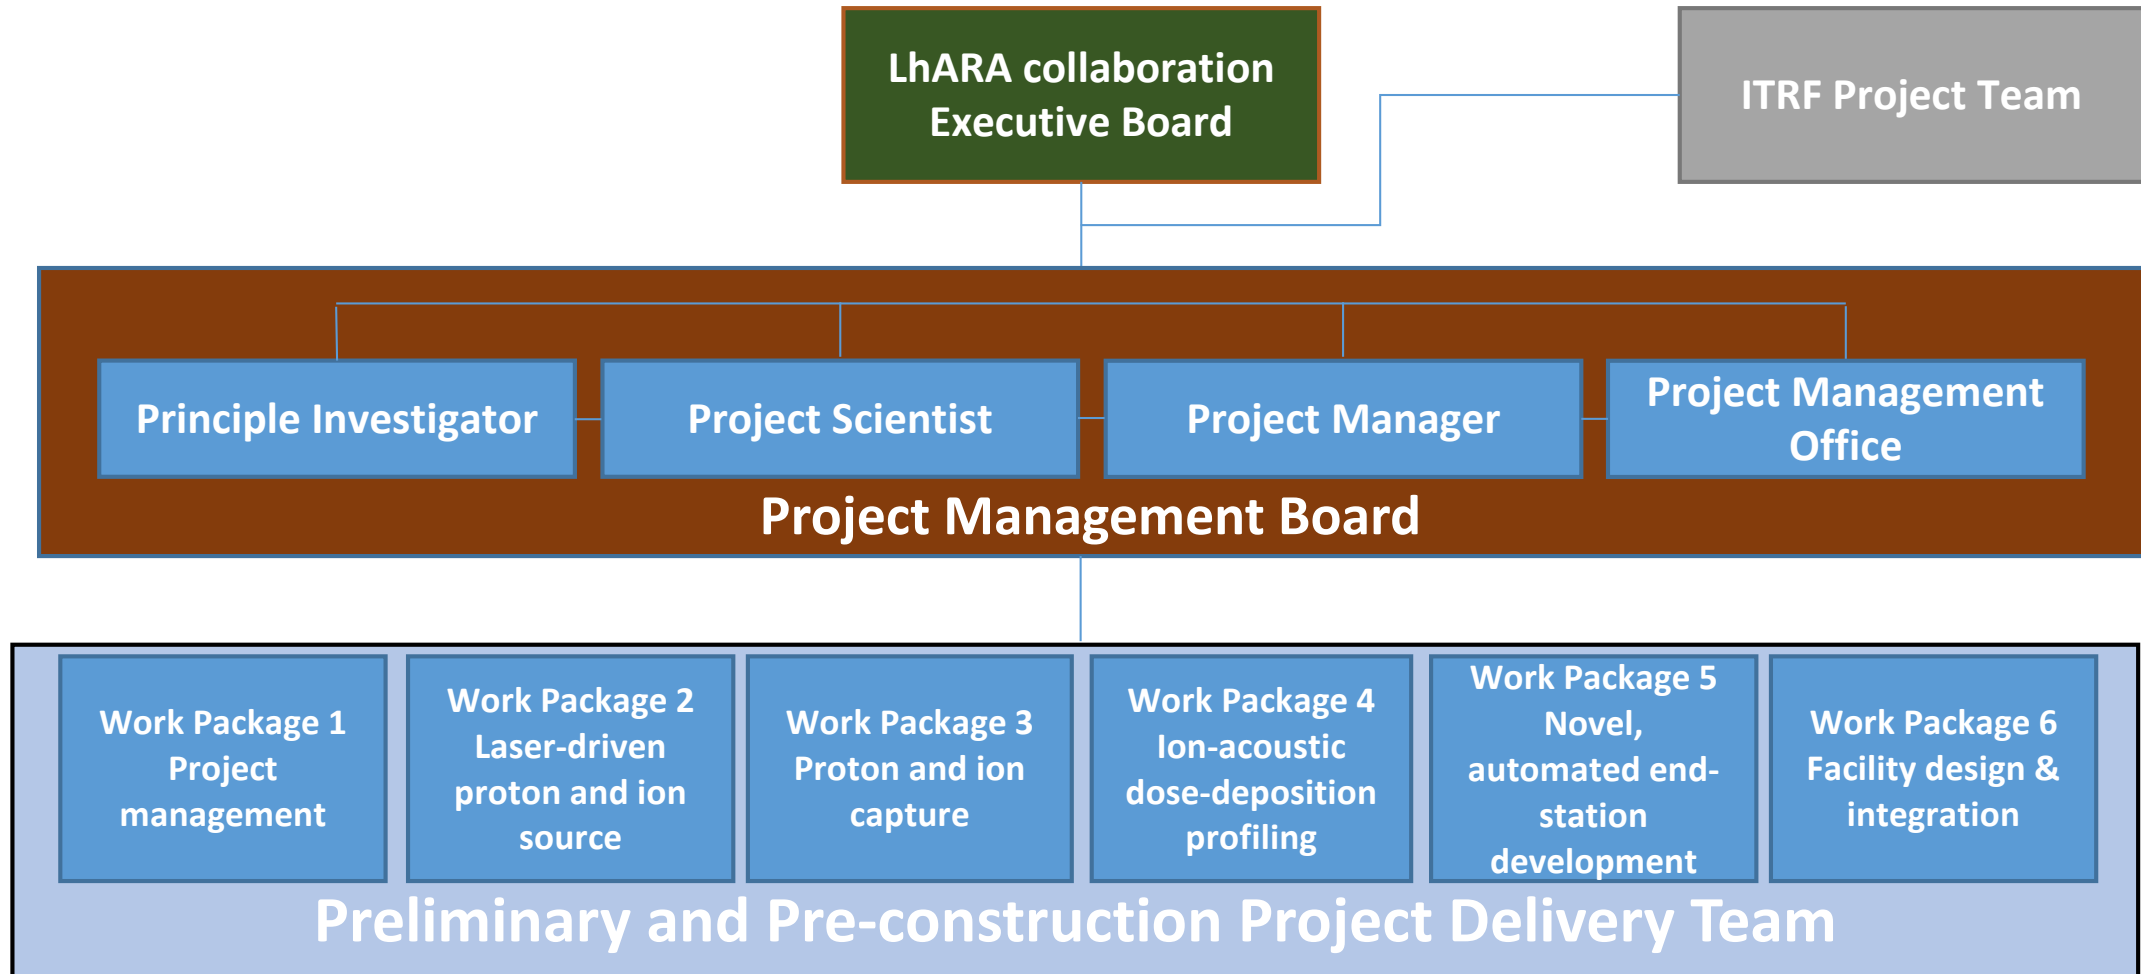 LhARA collaboration
Executive Board
ITRF Project Team
Principle Investigator
Project Scientist
Project Manager
Project Management
Office
Project Management Board
Work Package 1
Project
management
Work Package 2
Laser-driven
proton and ion
source
Work Package 3
Proton and ion
capture
Work Package 4
Ion-acoustic
dose-deposition
profiling
Work Package 5
Novel,
automated end-
station
development
Work Package 6
Facility design &
integration
Preliminary and Pre-construction Project Delivery Team